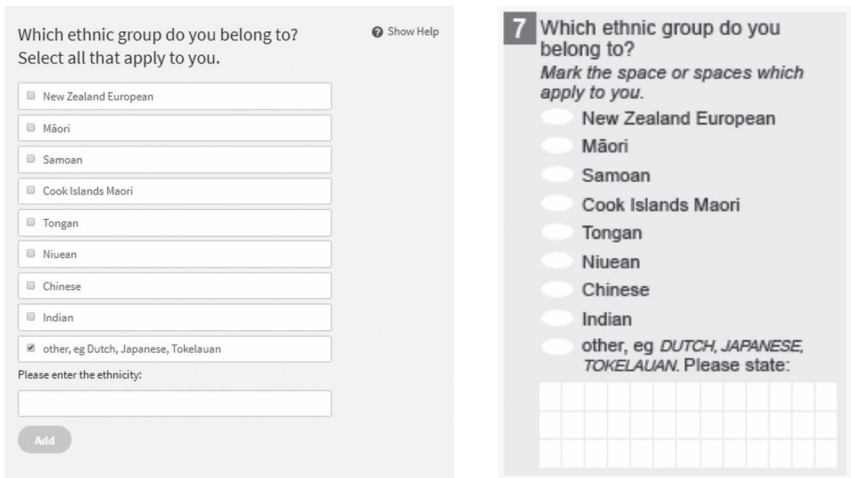 Which ethnic group do you belong to?
Select all that apply to you.
Show Help
New Zealand European
Māori
Samoan
Cook Islands Maori
Tongan
Niuean
Chinese
Indian
other, eg Dutch, Japanese, Tokelauan
Please enter the ethnicity:
Add
7 Which ethnic group do you
belong to?
Mark the space or spaces which
apply to you.
New Zealand European
Māori
Samoan
Cook Islands Maori
Tongan
Niuean
Chinese
Indian
other, eg DUTCH, JAPANESE,
TOKELAUAN. Please state: